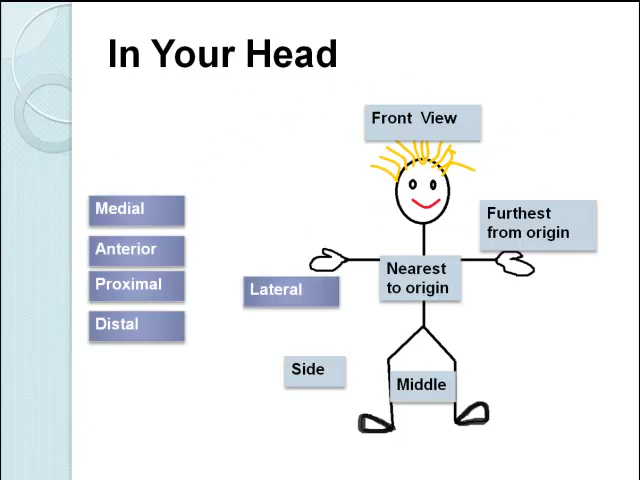 In Your Head
Front View
Medial
Furthest
from origin
Anterior
Nearest
to origin
Proximal
Lateral
Distal
Side
Middle